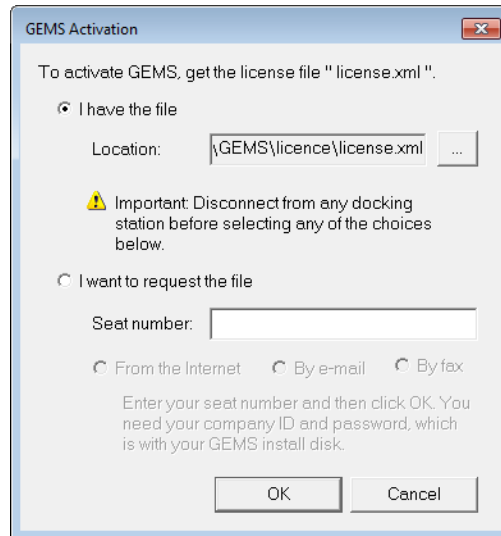 GEMS Activation
To activate GEMS, get the license file " license.xml ".
I have the file
Location: \GEMS\licence\license.xml ...
Important: Disconnect from any docking
station before selecting any of the choices
below.
I want to request the file
Seat number:
From the Internet By e-mail By fax
Enter your seat number and then click OK. You
need your company ID and password, which
is with your GEMS install disk.
OK Cancel